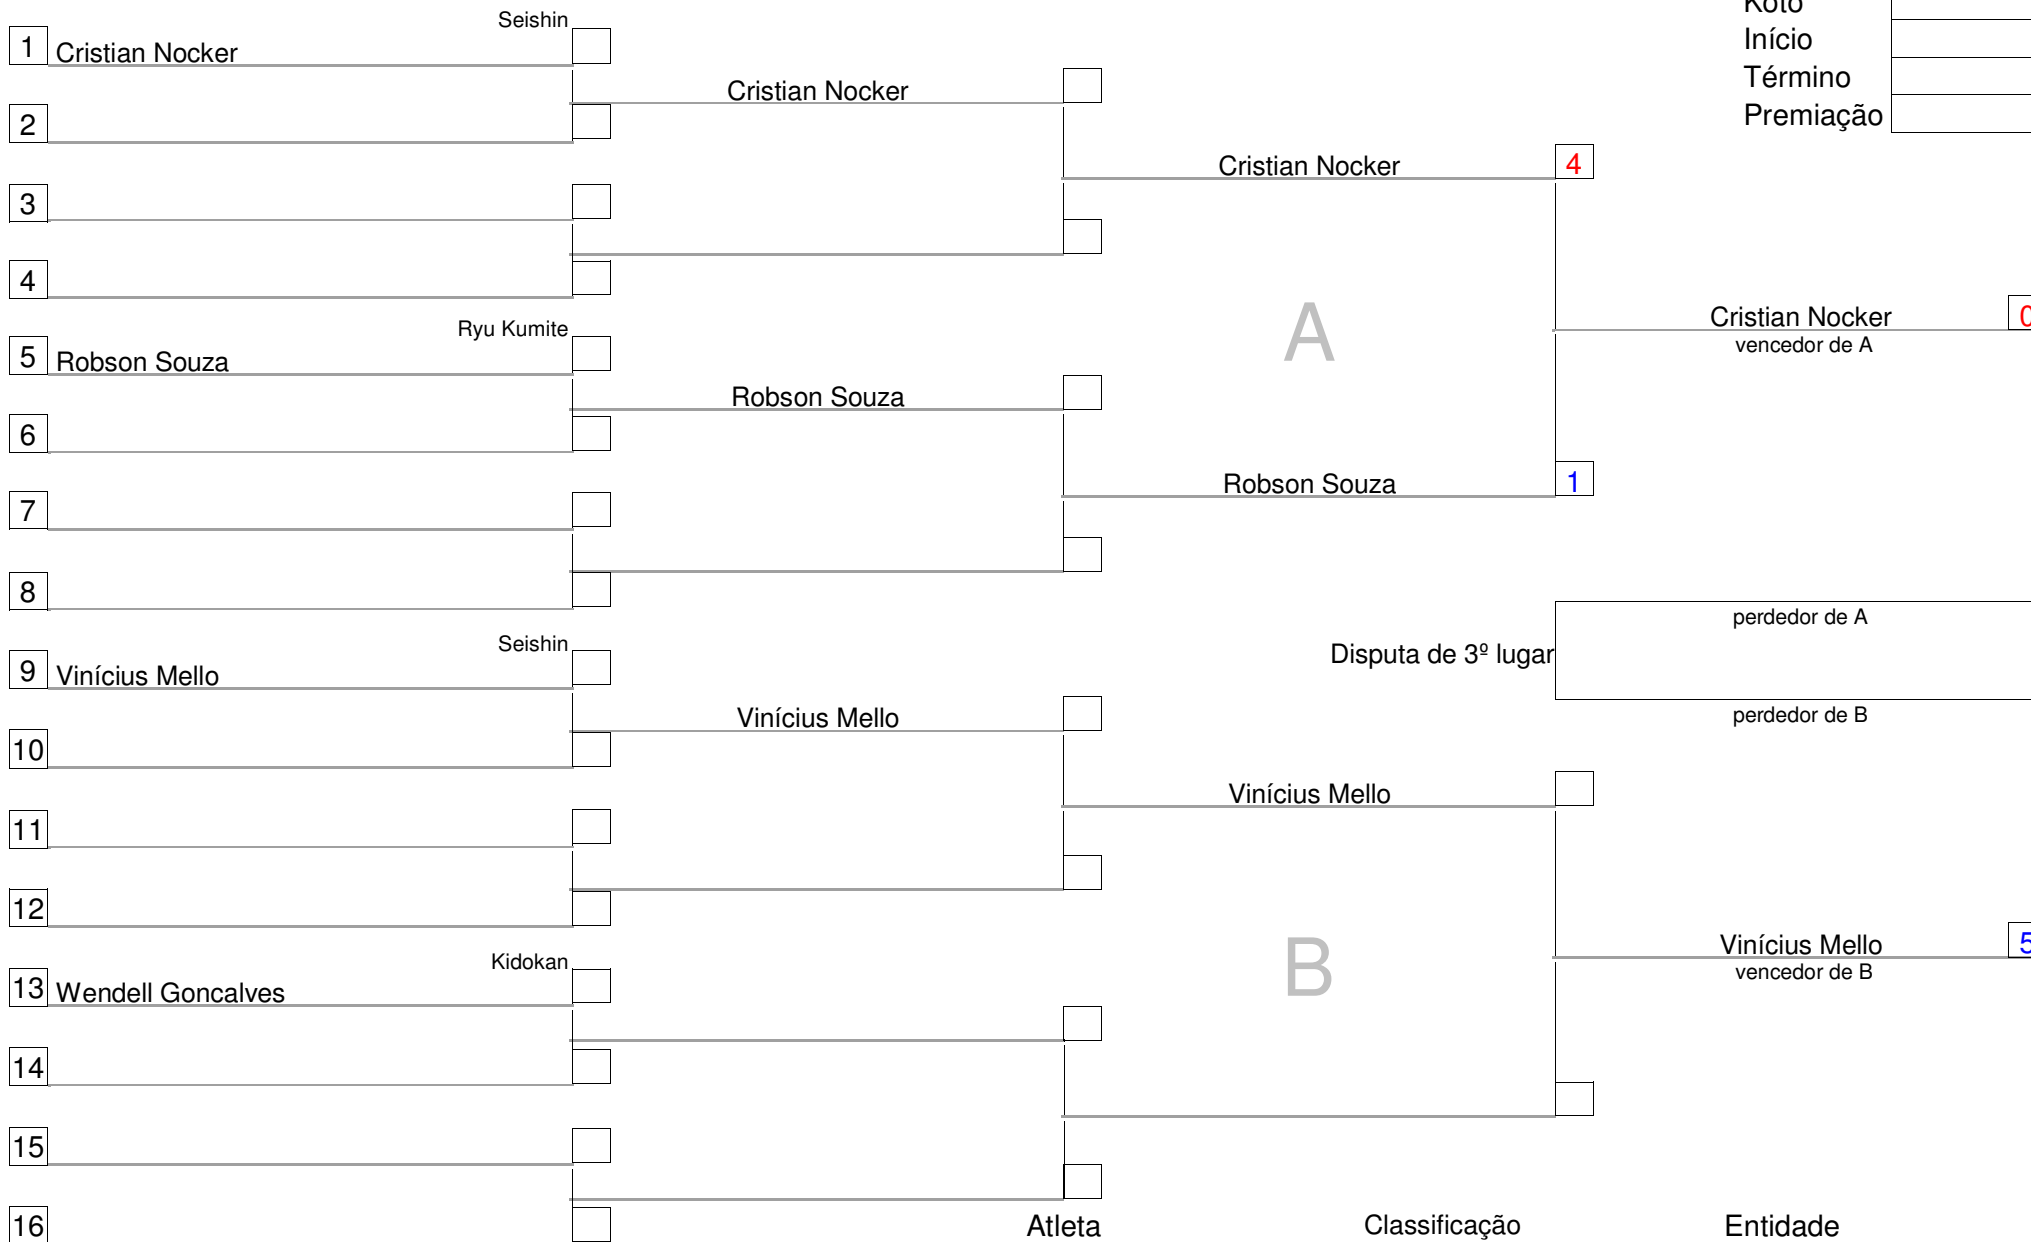 Koto
Seishin
1 Cristian Nocker
Início
Término
Cristian Nocker
Premiação
2
Cristian Nocker 4
3
4
A
Cristian Nocker 0
vencedor de A
Ryu Kumite
5 Robson Souza
Robson Souza
6
Robson Souza 1
7
8
perdedor de A
Disputa de 3º lugar
perdedor de B
Seishin
9 Vinícius Mello
Vinícius Mello
10
Vinícius Mello
11
12
B
Vinícius Mello 5
vencedor de B
Kidokan
13 Wendell Goncalves
14
15
16
Atleta Classificação Entidade